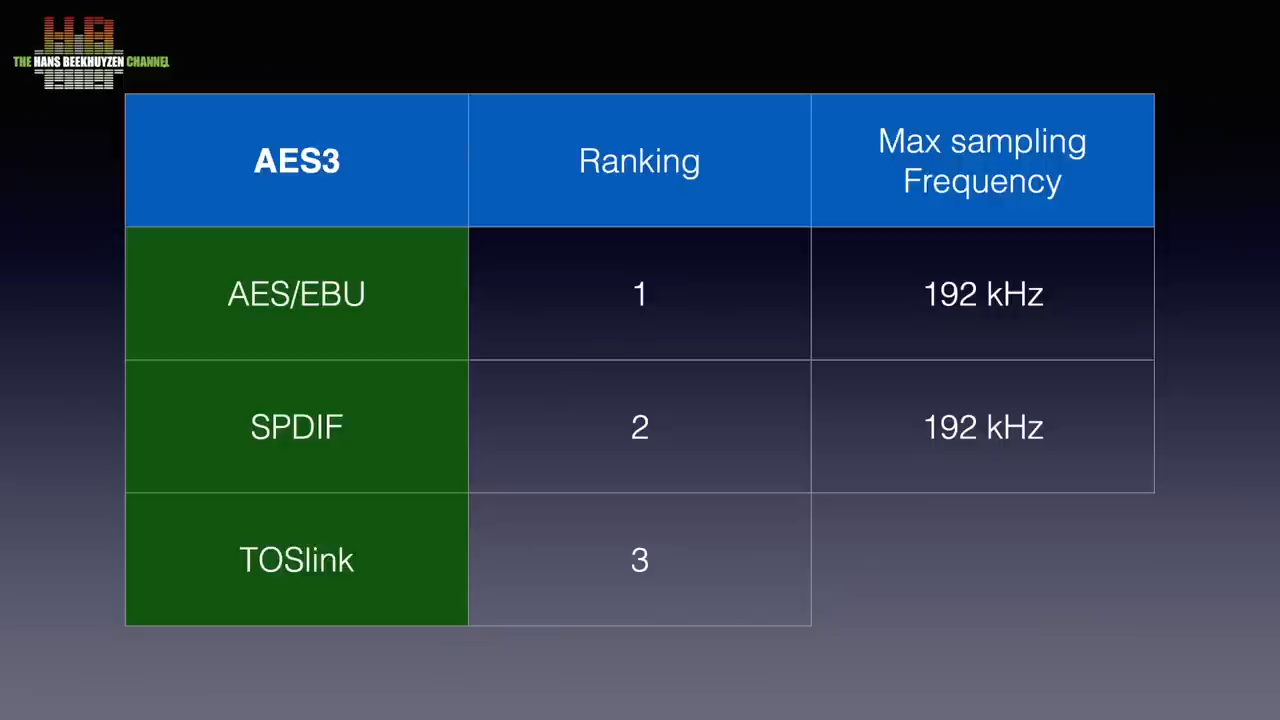 THE HANS BEEKHUYZEN CHANNEL
AES3
Ranking
Max sampling
Frequency
AES/EBU
1
192 kHz
SPDIF
2
192 kHz
TOSlink
3